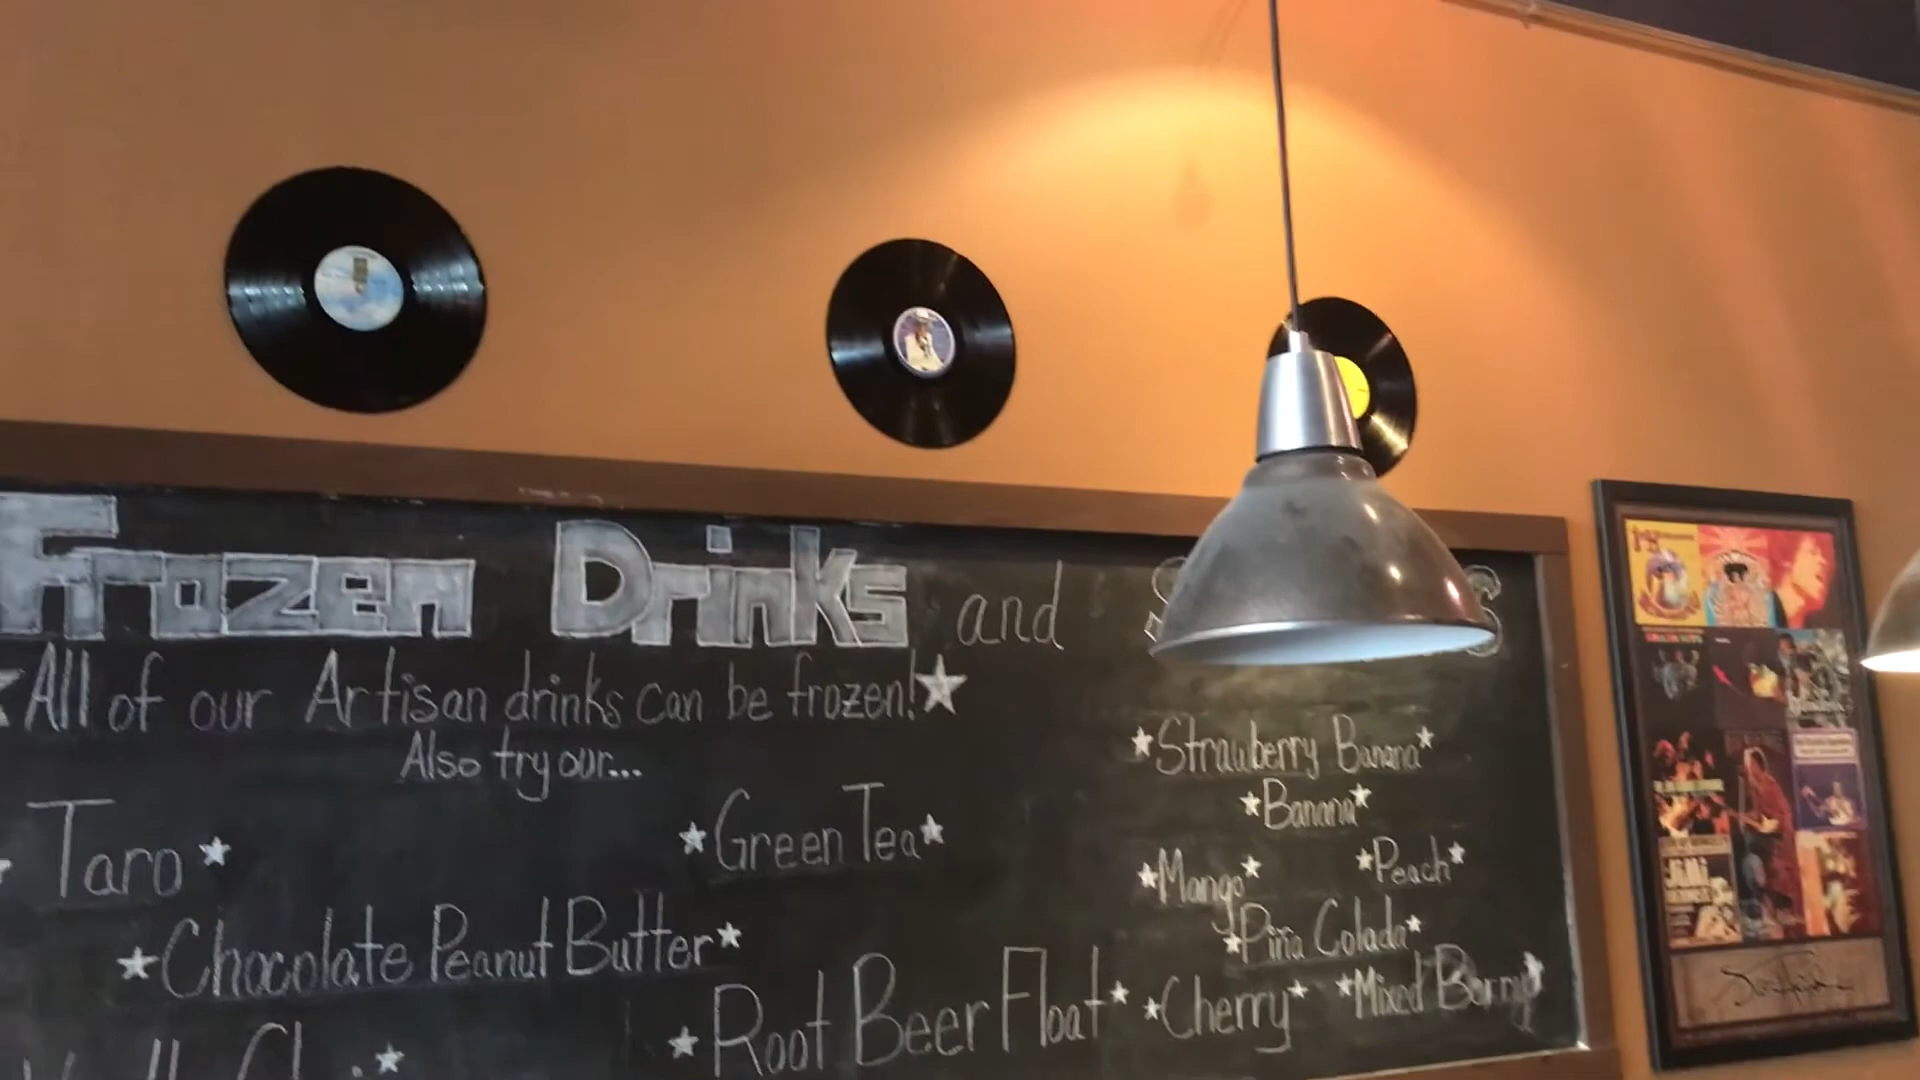 Frozen Drinks and
★All of our Artisan drinks can be frozen!★
Also try our...
Taro★
★Green Tea★
★Chocolate Peanut Butter★
★Root Beer Float★
★Strawberry Banana★
★Banana★
★Mango★ ★Peach★
★Piña Colada★
★Cherry★ ★Mixed Berry★